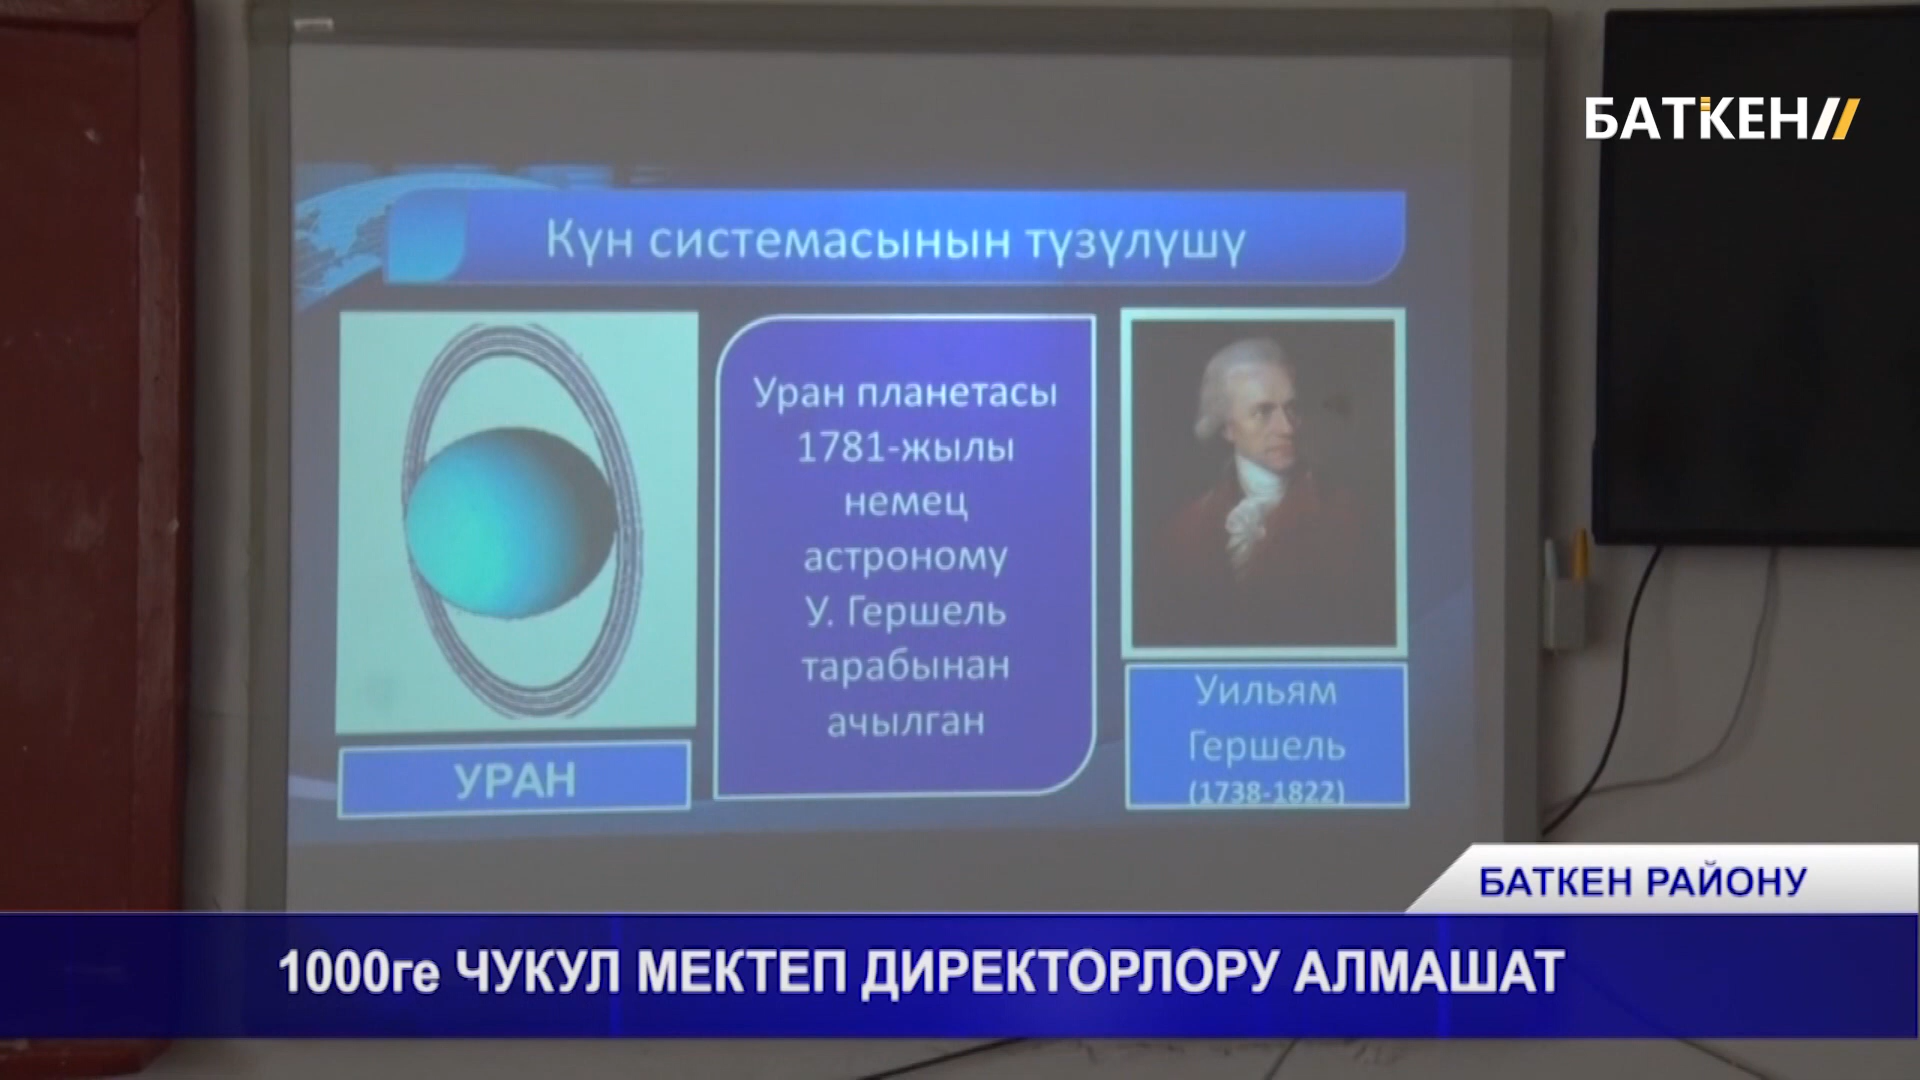 БАТКЕН
Күн системасынын түзүлүшү
Уран планетасы
1781-жылы
немец
астроному
У. Гершель
тарабынан
ачылган
УРАН
Уильям
Гершель
(1738-1822)
БАТКЕН РАЙОНУ
1000ге ЧУКУЛ МЕКТЕП ДИРЕКТОРЛОРУ АЛМАШАТ